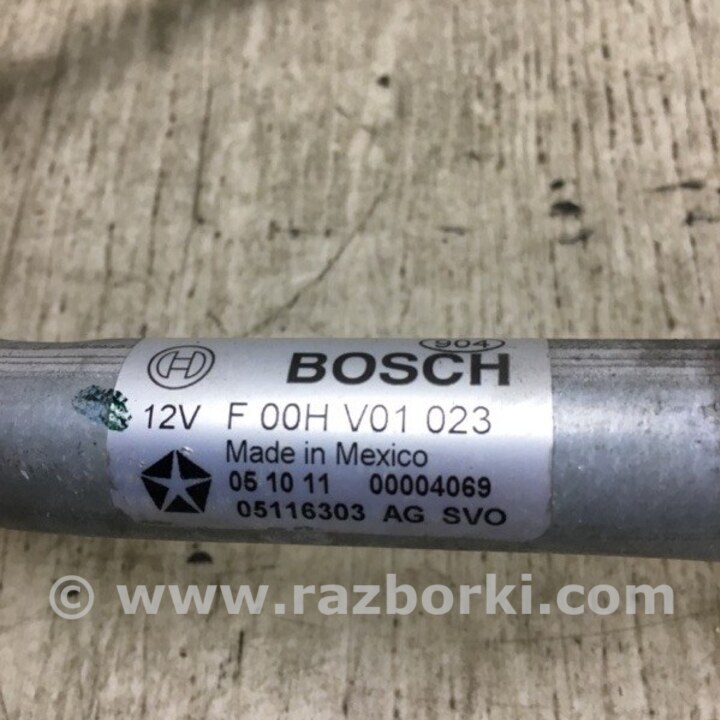 904
BOSCH
12V F 00H V01 023
Made in Mexico
05 10 11 00004069
05116303 AG SVO
© www.razborki.com